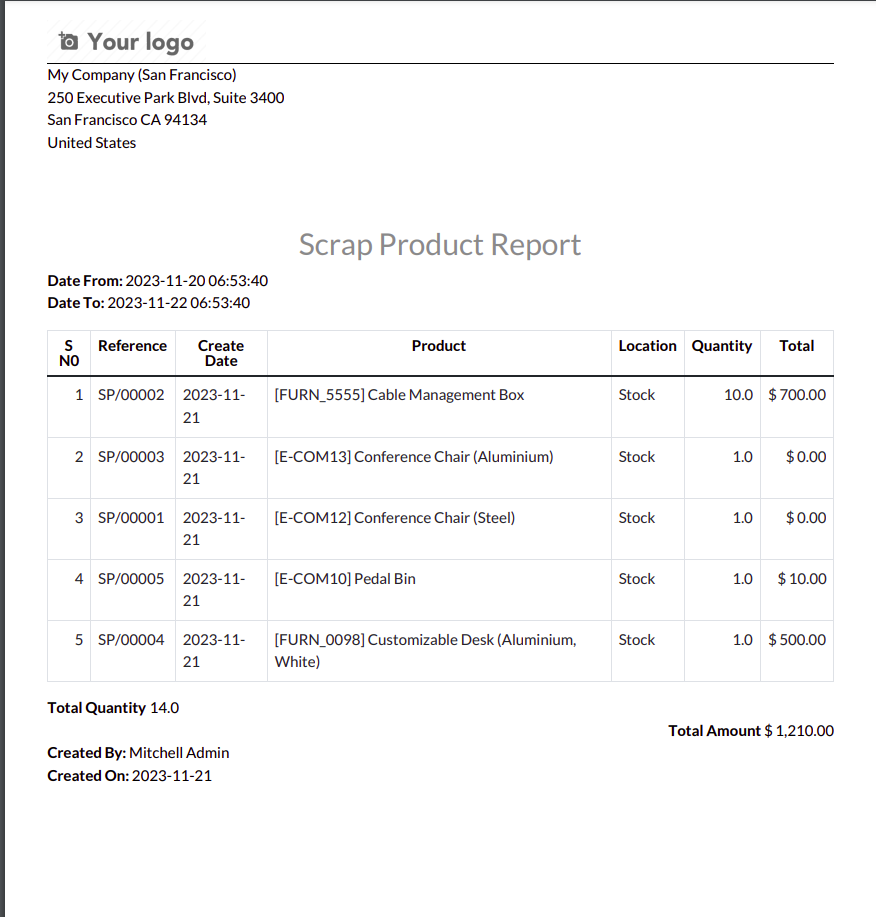 Your logo
My Company (San Francisco)
250 Executive Park Blvd, Suite 3400
San Francisco CA 94134
United States
Scrap Product Report
Date From: 2023-11-20 06:53:40
Date To: 2023-11-22 06:53:40
S N0 Reference Create Date Product Location Quantity Total
1 SP/00002 2023-11-21 [FURN_5555] Cable Management Box Stock 10.0 $ 700.00
2 SP/00003 2023-11-21 [E-COM13] Conference Chair (Aluminium) Stock 1.0 $ 0.00
3 SP/00001 2023-11-21 [E-COM12] Conference Chair (Steel) Stock 1.0 $ 0.00
4 SP/00005 2023-11-21 [E-COM10] Pedal Bin Stock 1.0 $ 10.00
5 SP/00004 2023-11-21 [FURN_0098] Customizable Desk (Aluminium, White) Stock 1.0 $ 500.00
Total Quantity 14.0
Total Amount $ 1,210.00
Created By: Mitchell Admin
Created On: 2023-11-21